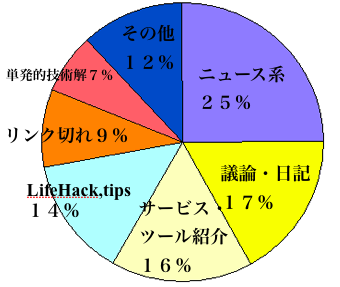 ニュース系
２５％
議論・日記
１７％
サービス・
ツール紹介
１６％
LifeHack,tips
１４％
リンク切れ９％
単発的技術解７％
その他
１２％